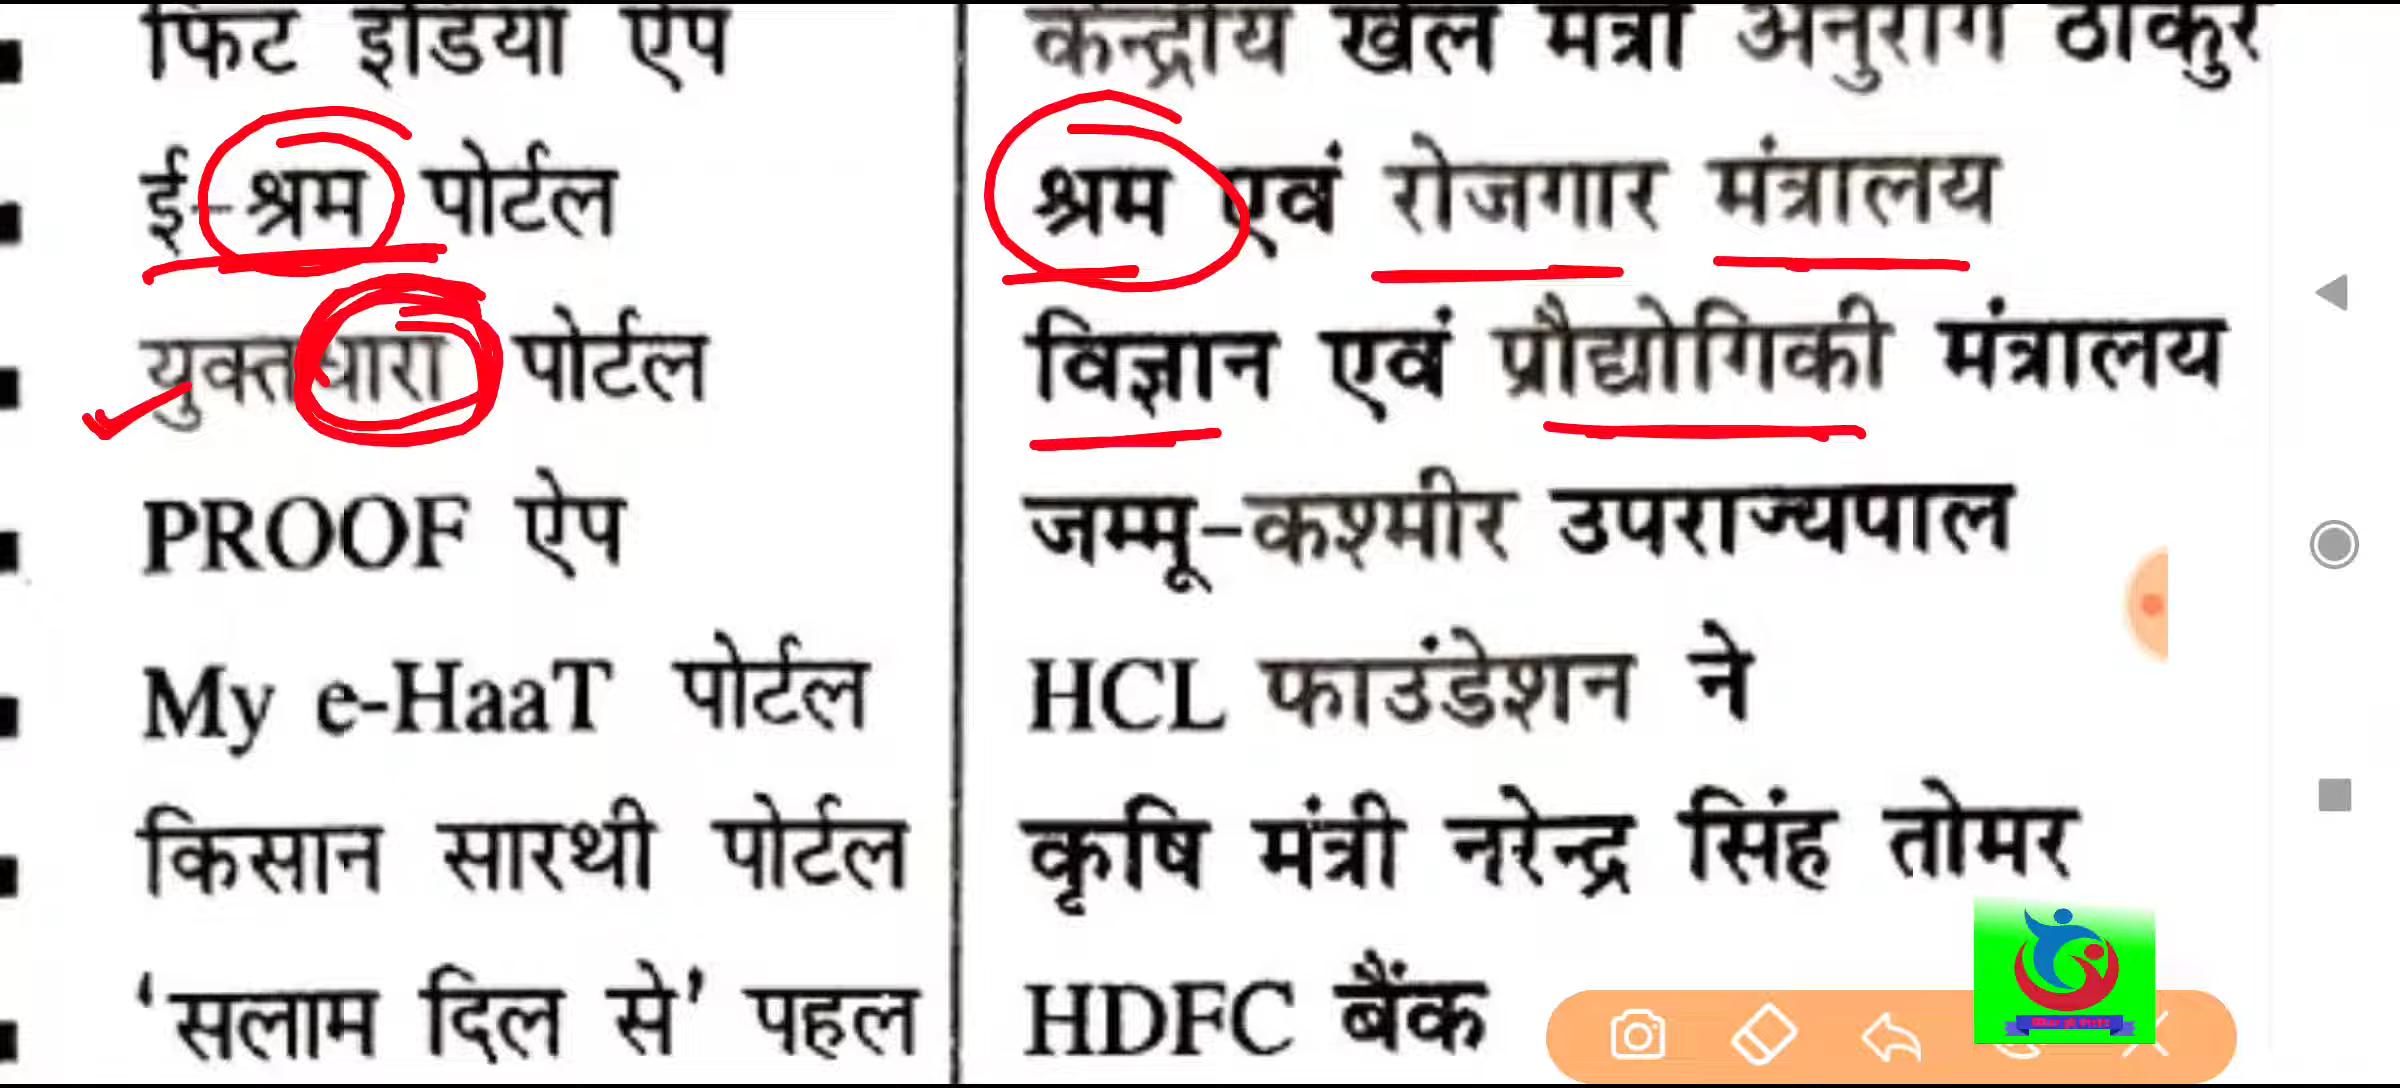 फिट इंडिया ऐप केन्द्रीय खेल मंत्री अनुराग ठाकुर
ई-श्रम पोर्टल श्रम एवं रोजगार मंत्रालय
युक्तधारा पोर्टल विज्ञान एवं प्रौद्योगिकी मंत्रालय
PROOF ऐप जम्मू-कश्मीर उपराज्यपाल
My e-HaaT पोर्टल HCL फाउंडेशन ने
किसान सारथी पोर्टल कृषि मंत्री नरेन्द्र सिंह तोमर
‘सलाम दिल से’ पहल HDFC बैंक